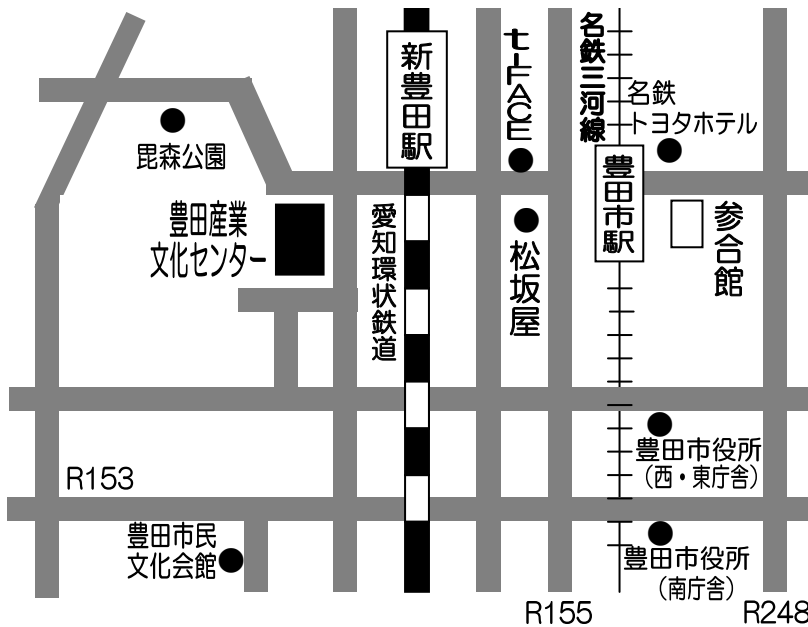 新豊田駅
t-FACE
名鉄三河線
名鉄
トヨタホテル
毘森公園
豊田市駅
豊田産業
文化センター
愛知環状鉄道
松坂屋
参合館
豊田市役所
(西・東庁舎)
R153
豊田市民
文化会館
豊田市役所
(南庁舎)
R155
R248